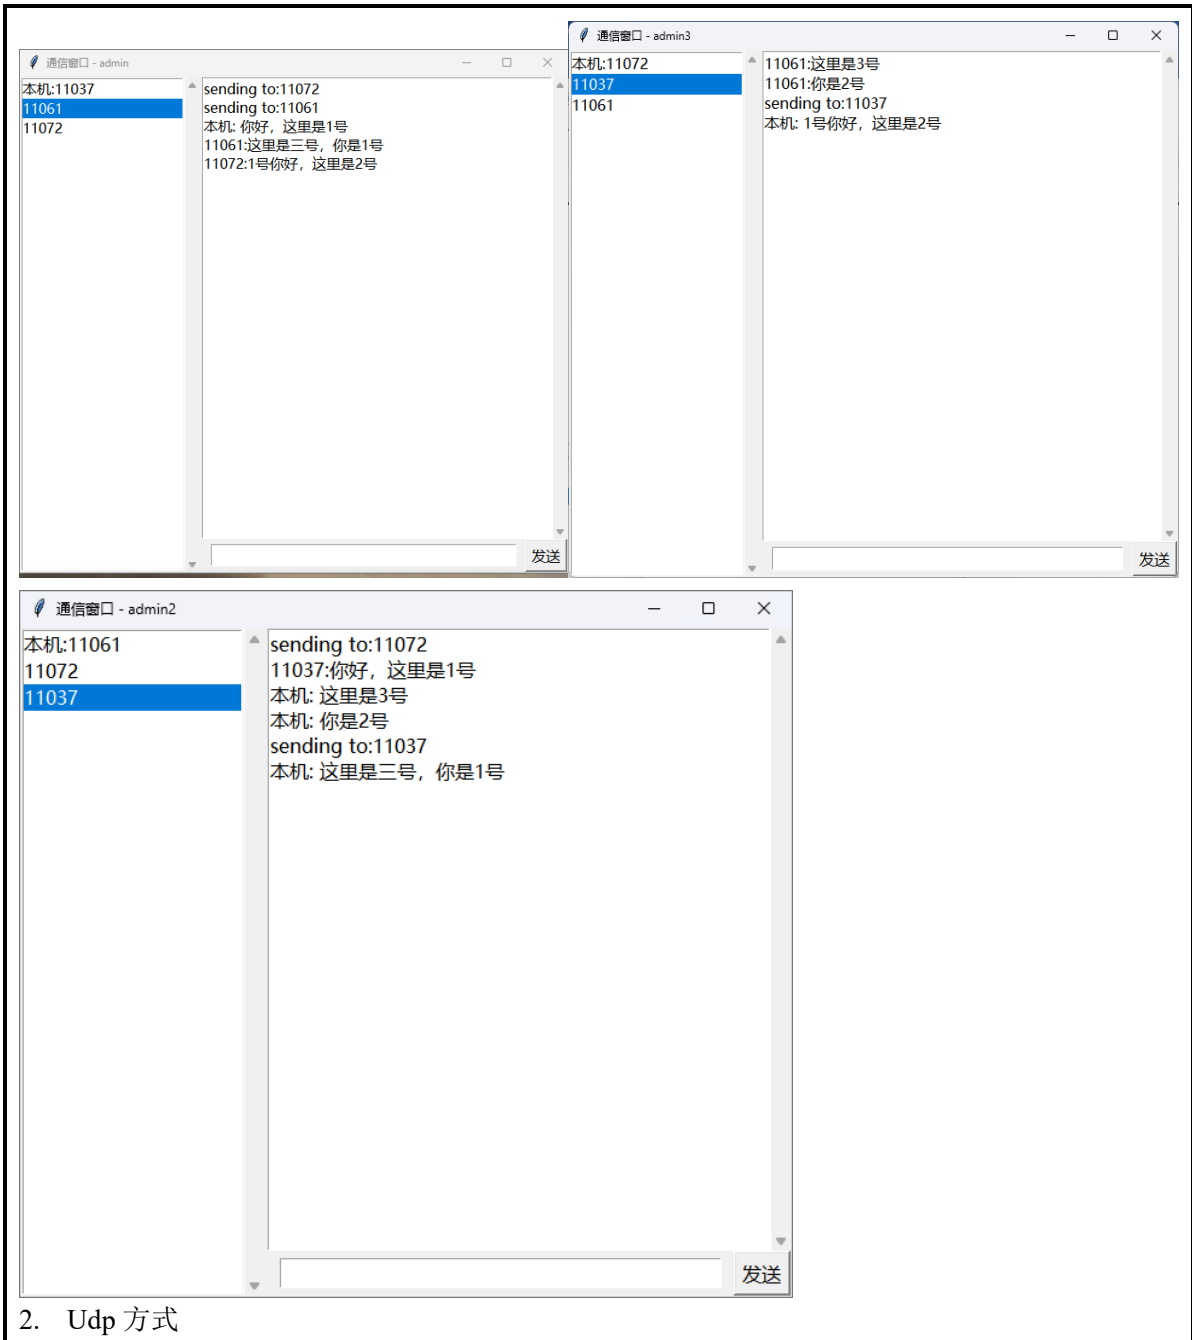 通信窗口 - admin
本机:11037
11061
11072
sending to:11072
sending to:11061
本机: 你好，这里是1号
11061:这里是三号，你是1号
11072:1号你好，这里是2号
发送
通信窗口 - admin3
本机:11072
11037
11061
11061:这里是3号
11061:你是2号
sending to:11037
本机: 1号你好，这里是2号
发送
通信窗口 - admin2
本机:11061
11072
11037
sending to:11072
11037:你好，这里是1号
本机: 这里是3号
本机: 你是2号
sending to:11037
本机: 这里是三号，你是1号
发送
2. Udp 方式